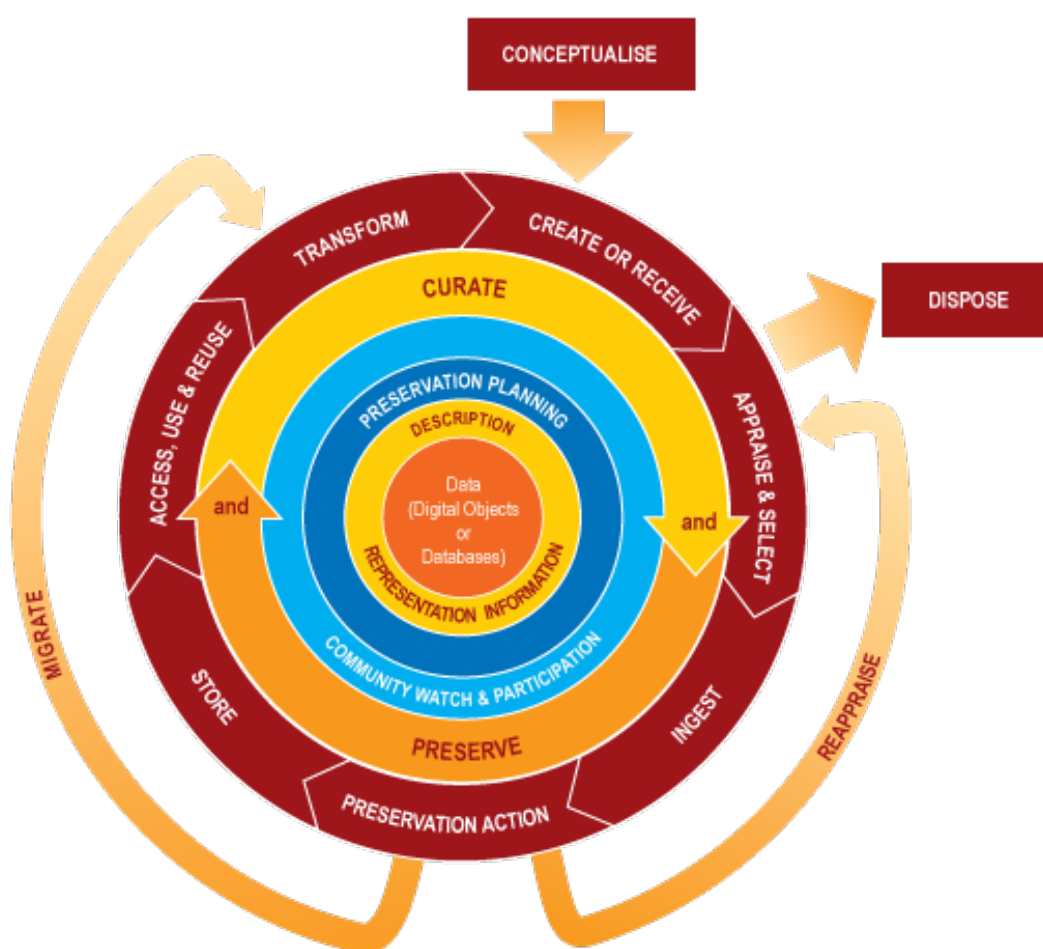 CONCEPTUALISE
TRANSFORM
CREATE OR RECEIVE
DISPOSE
CURATE
ACCESS, USE & REUSE
APPRAISE & SELECT
PRESERVATION PLANNING
DESCRIPTION
Data
(Digital Objects
or
Databases)
and
and
REPRESENTATION INFORMATION
COMMUNITY WATCH & PARTICIPATION
MIGRATE
STORE
INGEST
REAPPRAISE
PRESERVE
PRESERVATION ACTION